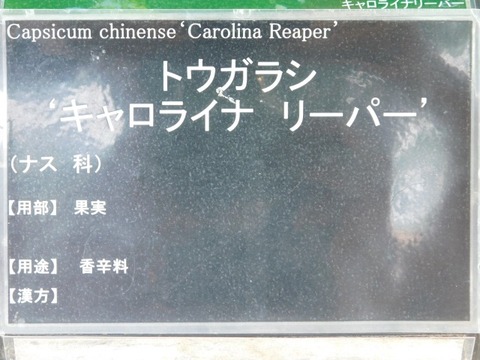 キャロライナリーパー
Capsicum chinense‘Carolina Reaper’
トウガラシ
‘キャロライナ　リーパー’
（ナス　科）
【用部】　果実
【用途】　香辛料
【漢方】